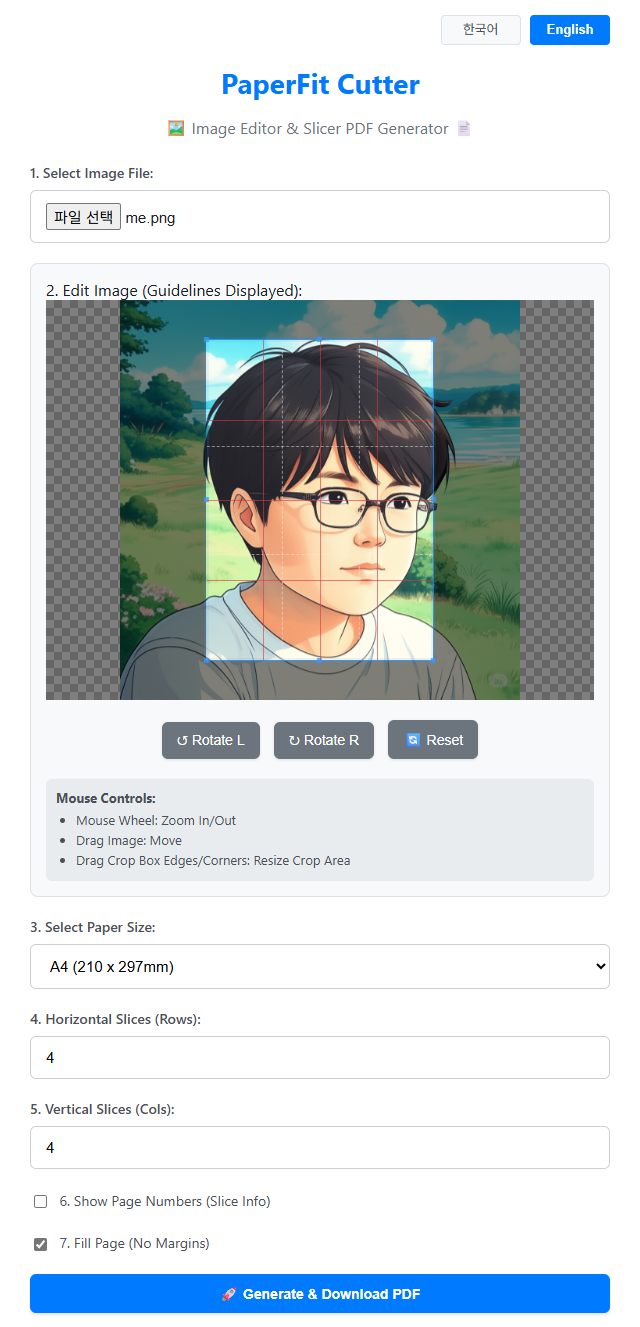 한국어 English
PaperFit Cutter
🖼️ Image Editor & Slicer PDF Generator 📄
1. Select Image File:
파일 선택 me.png
2. Edit Image (Guidelines Displayed):
↺ Rotate L ↻ Rotate R 🔄 Reset
Mouse Controls:
• Mouse Wheel: Zoom In/Out
• Drag Image: Move
• Drag Crop Box Edges/Corners: Resize Crop Area
3. Select Paper Size:
A4 (210 x 297mm)
4. Horizontal Slices (Rows):
4
5. Vertical Slices (Cols):
4
6. Show Page Numbers (Slice Info)
7. Fill Page (No Margins)
🚀 Generate & Download PDF